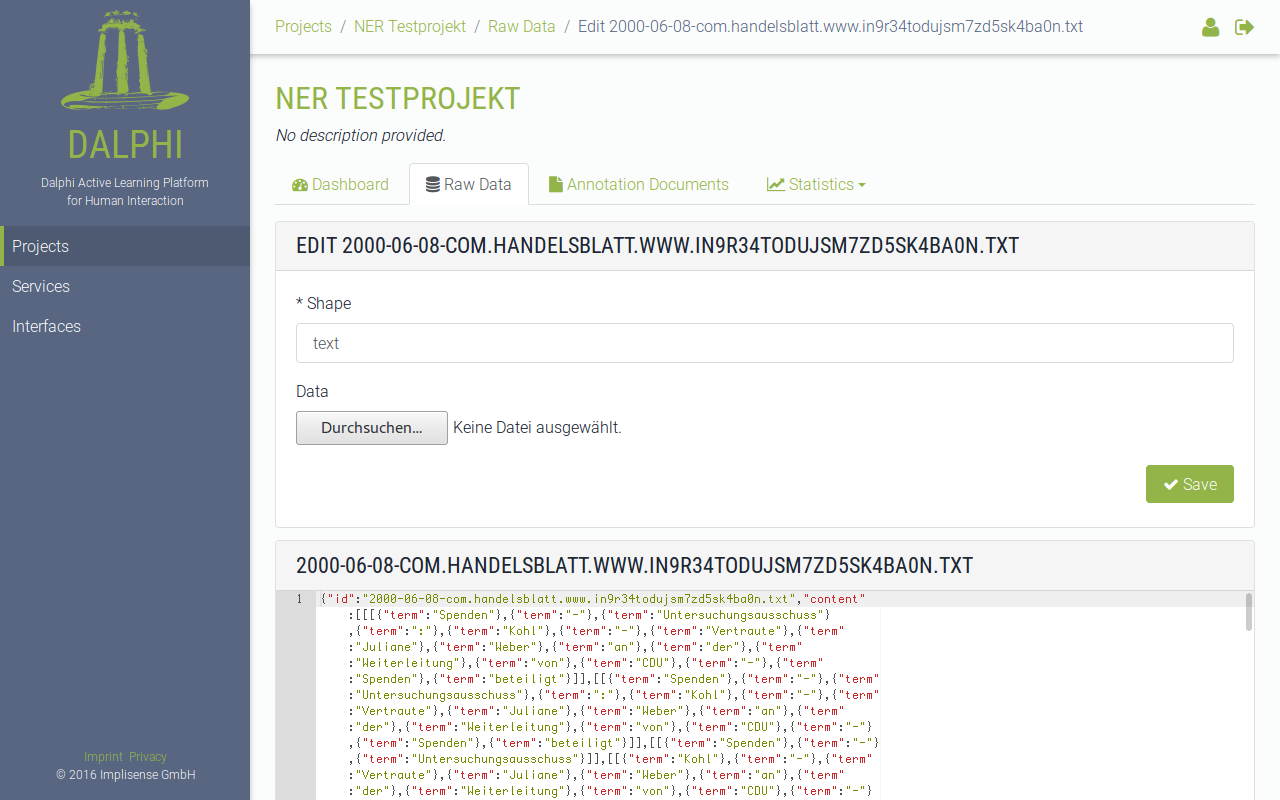 DALPHI
Dalphi Active Learning Platform
for Human Interaction
Projects
Services
Interfaces
Imprint Privacy
© 2016 Implisense GmbH
Projects / NER Testprojekt / Raw Data / Edit 2000-06-08-com.handelsblatt.www.in9r34todujsm7zd5sk4ba0n.txt
NER TESTPROJEKT
No description provided.
Dashboard Raw Data Annotation Documents Statistics
EDIT 2000-06-08-COM.HANDELSBLATT.WWW.IN9R34TODUJSM7ZD5SK4BA0N.TXT
* Shape
text
Data
Durchsuchen... Keine Datei ausgewählt.
Save
2000-06-08-COM.HANDELSBLATT.WWW.IN9R34TODUJSM7ZD5SK4BA0N.TXT
1 {"id":"2000-06-08-com.handelsblatt.www.in9r34todujsm7zd5sk4ba0n.txt","content"
:[[[{"term":"Spenden"},{"term":"-"},{"term":"Untersuchungsausschuss"}
,{"term":":"},{"term":"Kohl"},{"term":"-"},{"term":"Vertraute"},{"term"
:"Juliane"},{"term":"Weber"},{"term":"an"},{"term":"der"},{"term":
"Weiterleitung"},{"term":"von"},{"term":"CDU"},{"term":"-"},{"term"
:"Spenden"},{"term":"beteiligt"}]],[[{"term":"Spenden"},{"term":"-"},{"term"
:"Untersuchungsausschuss"},{"term":":"},{"term":"Kohl"},{"term":"-"},{"term":
"Vertraute"},{"term":"Juliane"},{"term":"Weber"},{"term":"an"},{"term"
:"der"},{"term":"Weiterleitung"},{"term":"von"},{"term":"CDU"},{"term":"-"}
,{"term":"Spenden"},{"term":"beteiligt"}]],[[{"term":"Spenden"},{"term":"-"}
,{"term":"Untersuchungsausschuss"}]],[[{"term":"Kohl"},{"term":"-"},{"term":
"Vertraute"},{"term":"Juliane"},{"term":"Weber"},{"term":"an"},{"term":
"der"},{"term":"Weiterleitung"},{"term":"von"},{"term":"CDU"},{"term":"-"}